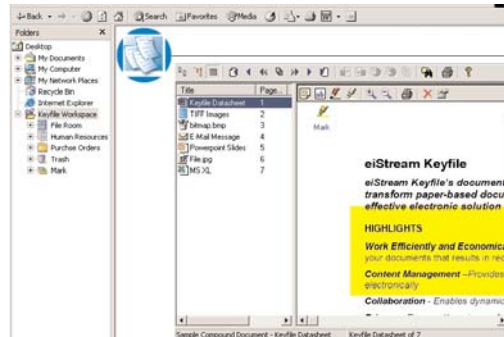 Back
Search Favorites Media
Folders
Desktop
My Documents
My Computer
My Network Places
Recycle Bin
Internet Explorer
Keyfile Workspace
File Room
Human Resources
Purchse Orders
Trash
Mark
Title Page...
Keyfile Datasheet 1
TIFF Images 2
bitmap.bmp 3
E Mail Message 4
Powerpoint Slides 5
File.jpg 6
MS XL 7
Mark
eiStream Keyfile
eiStream Keyfile's document
transform paper-based docu
effective electronic solution
HIGHLIGHTS
Work Efficiently and Economica
your documents that results in rec
Content Management –Provides
electronically
Collaboration - Enables dynamic
Sample Compound Document - Keyfile Datasheet Keyfile Datasheet of 7